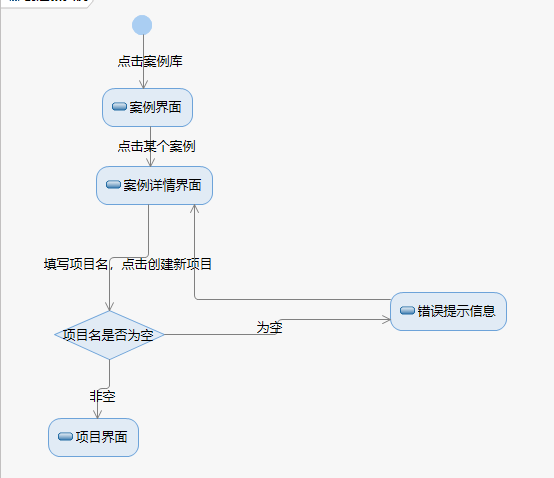 点击案例库
案例界面
点击某个案例
案例详情界面
填写项目名，点击创建新项目
错误提示信息
项目名是否为空
为空
非空
项目界面